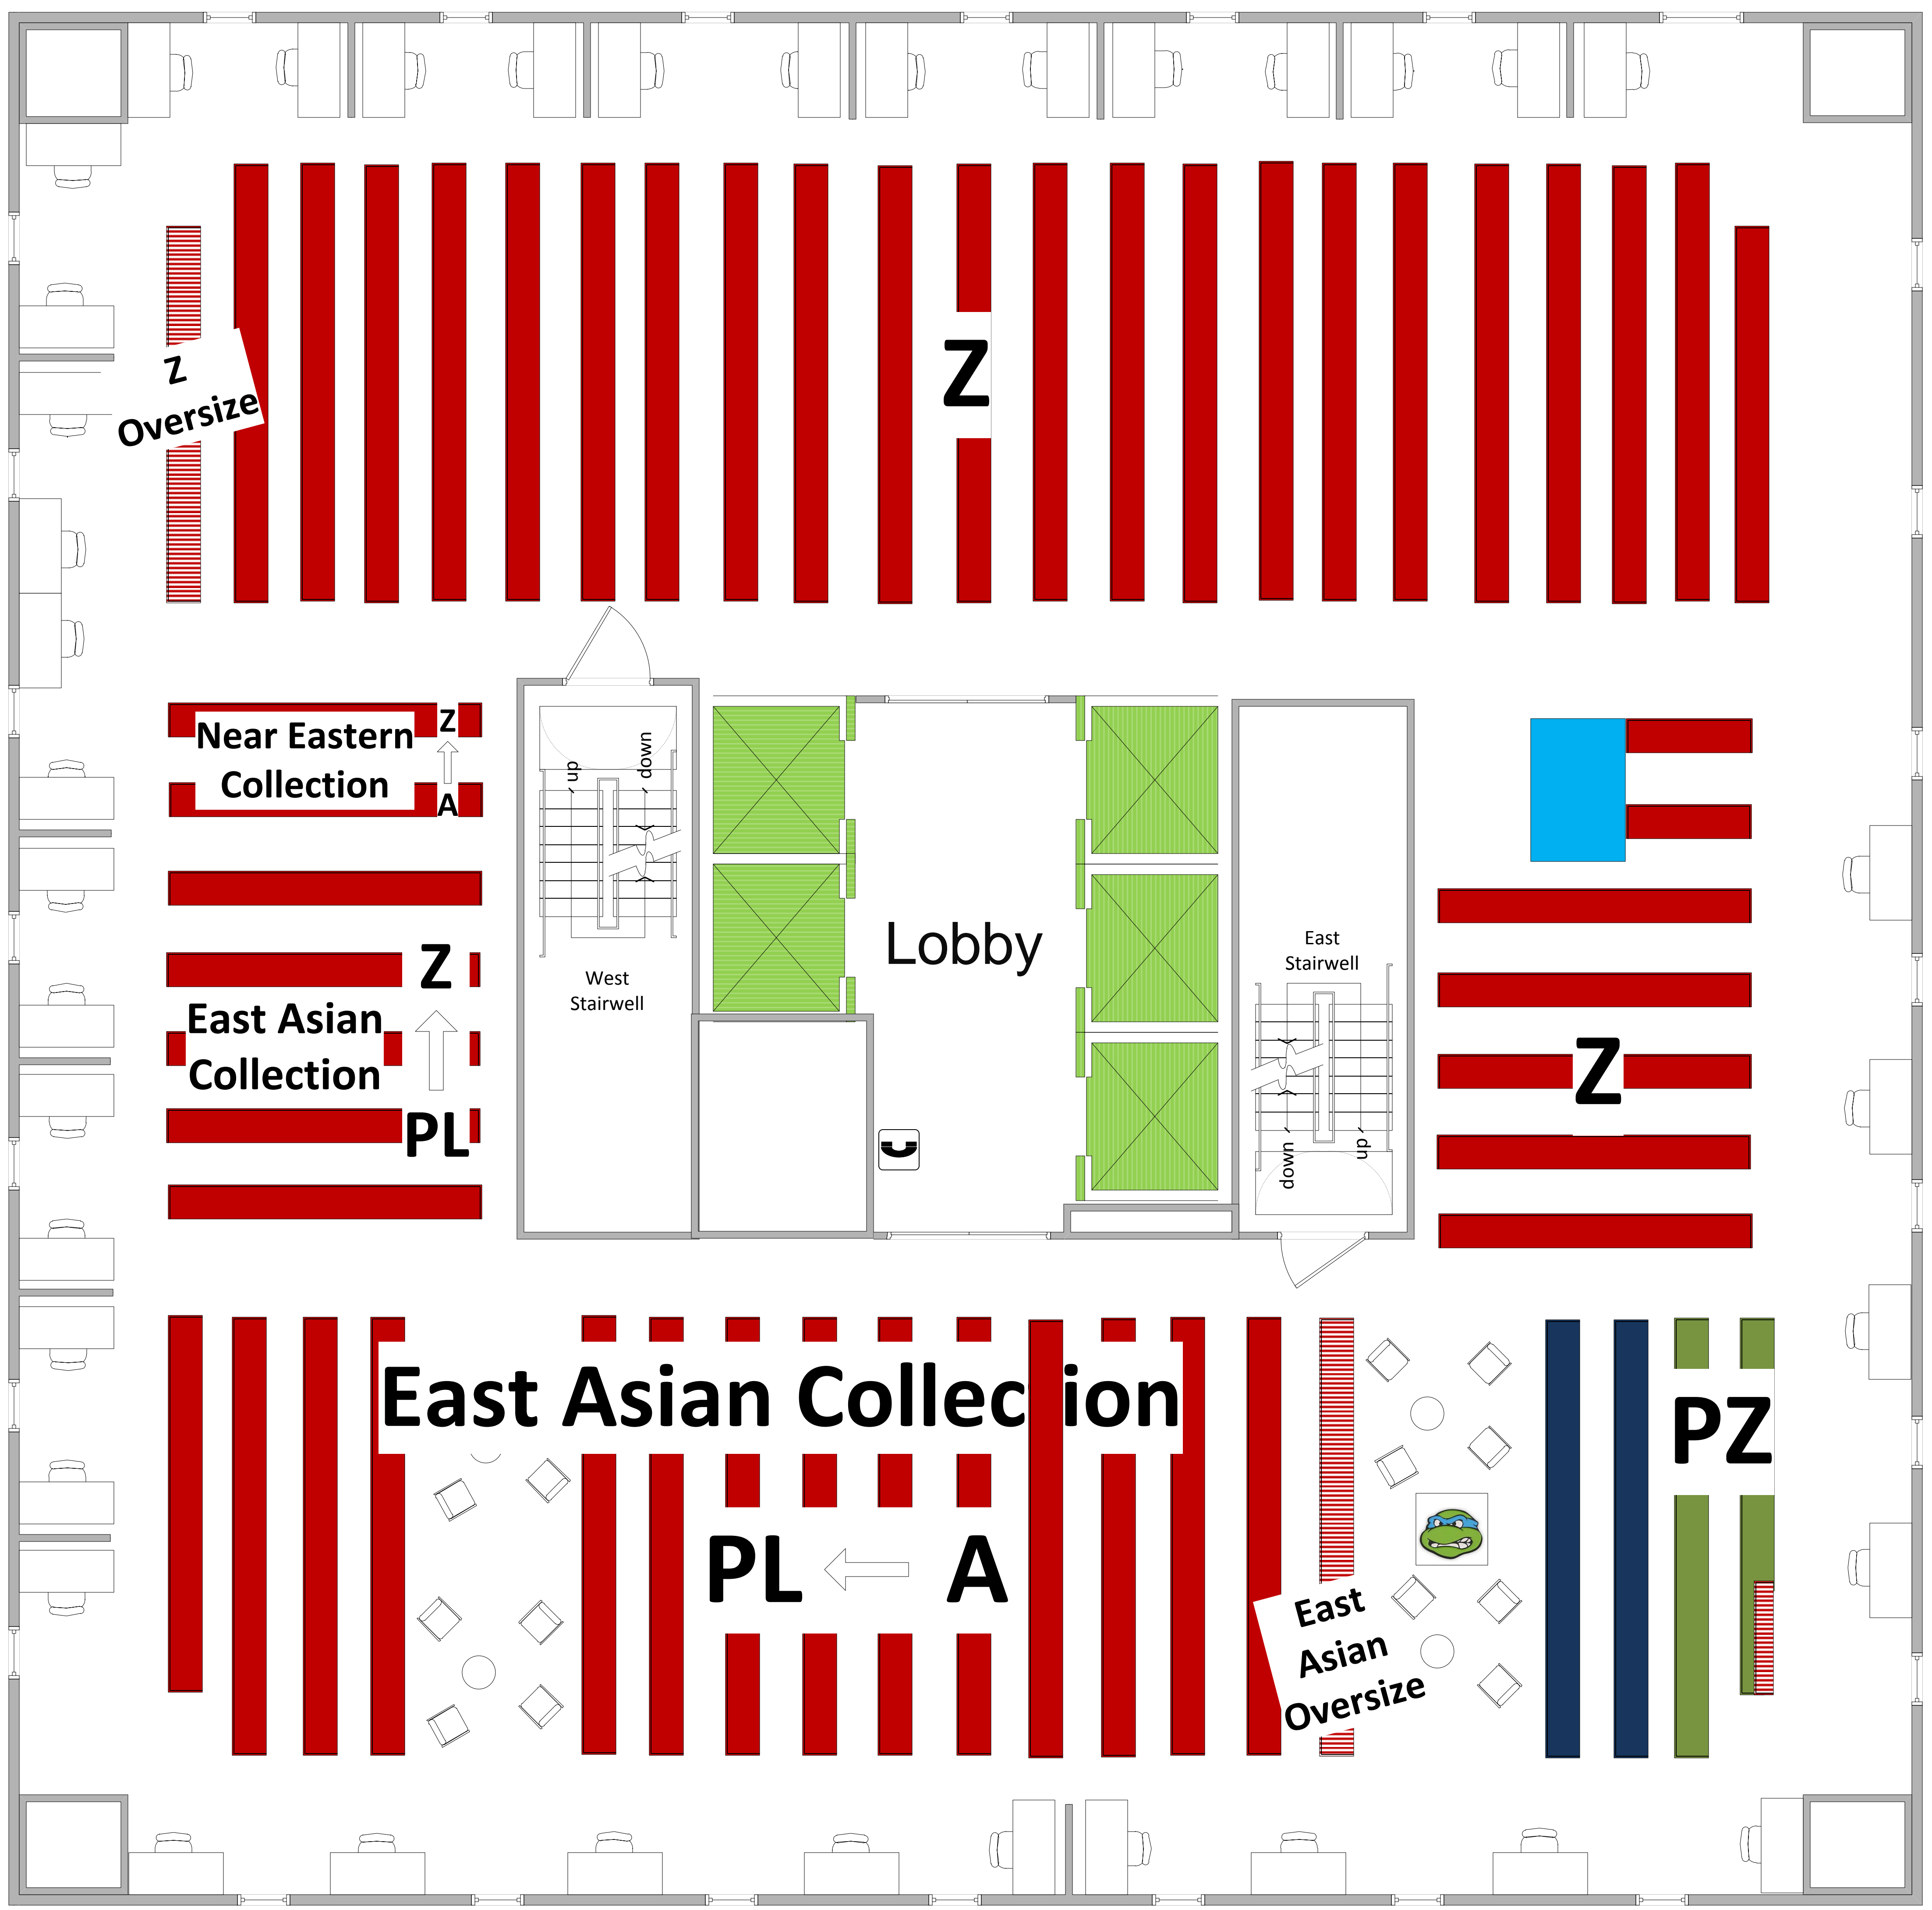 Z
Oversize
Z
Near Eastern
Collection
Z
A
up
down
West
Stairwell
Lobby
East
Stairwell
down
up
Z
East Asian
Collection
Z
PL
East Asian Collection
PL
A
East
Asian
Oversize
PZ